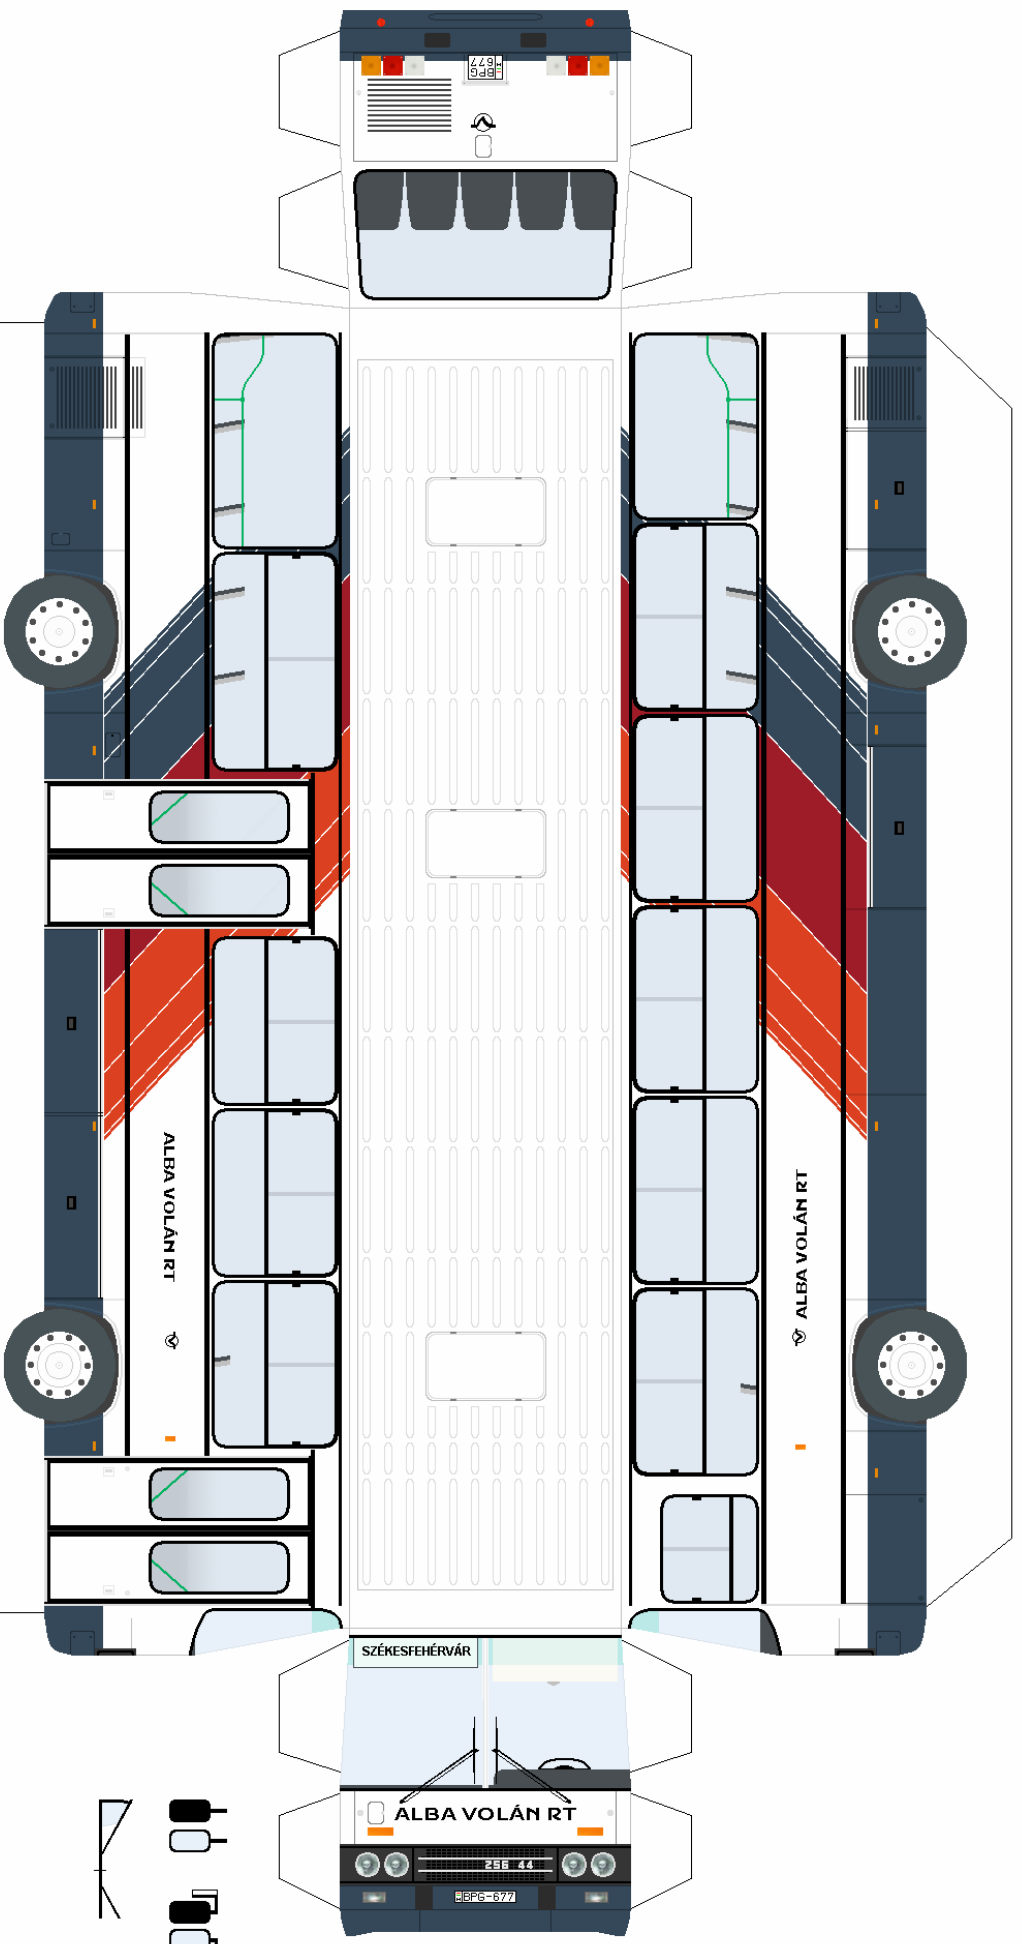 BPG
677
ALBA VOLÁN RT
ALBA VOLÁN RT
SZÉKESFEHÉRVÁR
ALBA VOLÁN RT
256 44
BPG-677